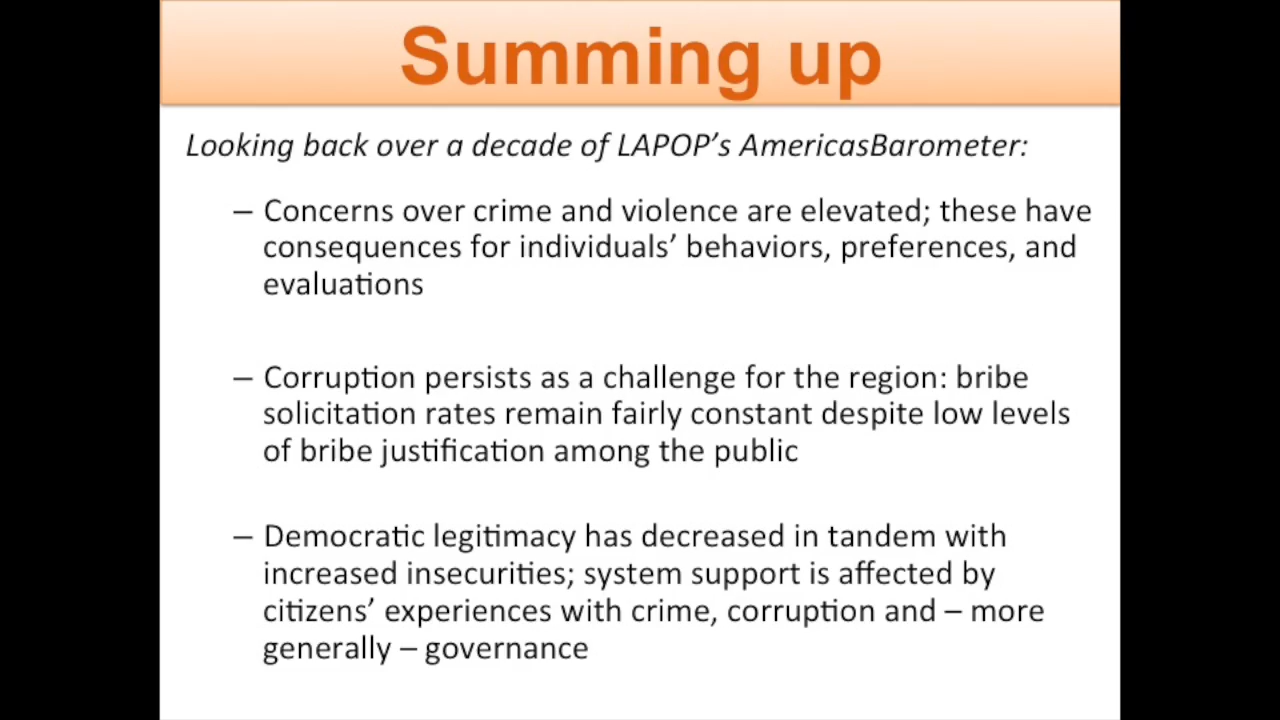 Summing up
Looking back over a decade of LAPOP’s AmericasBarometer:
– Concerns over crime and violence are elevated; these have
consequences for individuals’ behaviors, preferences, and
evaluations
– Corruption persists as a challenge for the region: bribe
solicitation rates remain fairly constant despite low levels
of bribe justification among the public
– Democratic legitimacy has decreased in tandem with
increased insecurities; system support is affected by
citizens’ experiences with crime, corruption and – more
generally – governance